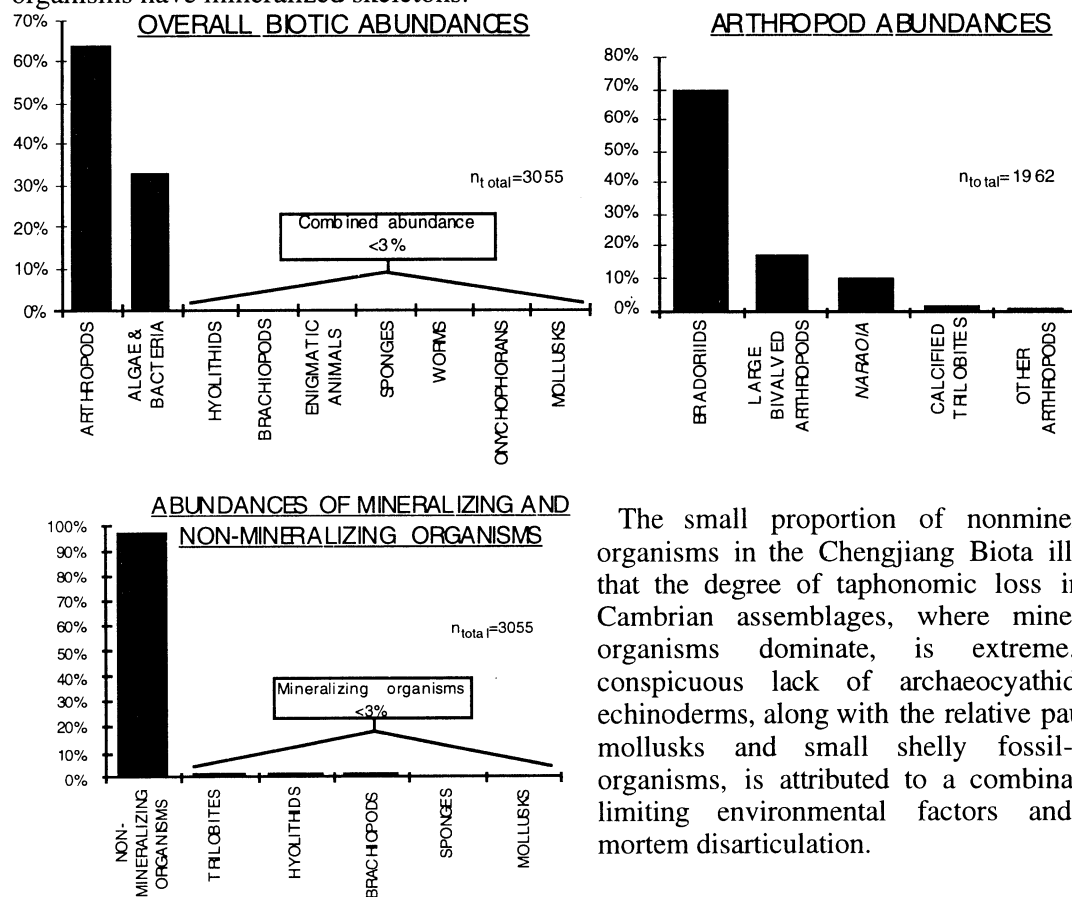 organisms have mineralized skeletons.
OVERALL BIOTIC ABUNDANCES
70%
60%
50%
40%
30%
20%
10%
0%
n total=3055
Combined abundance
<3%
ARTHROPODS
ALGAE &
BACTERIA
HYOLITHIDS
BRACHIOPODS
ENIGMATIC
ANIMALS
SPONGES
WORMS
ONYCHOPHORANS
MOLLUSKS
ARTHROPOD ABUNDANCES
80%
70%
60%
50%
40%
30%
20%
10%
0%
n total=1962
BRADORIIDS
LARGE
BIVALVED
ARTHROPODS
NARAOIA
CALCIFIED
TRILOBITES
OTHER
ARTHROPODS
ABUNDANCES OF MINERALIZING AND
NON-MINERALIZING ORGANISMS
100%
90%
80%
70%
60%
50%
40%
30%
20%
10%
0%
n total=3055
Mineralizing organisms
<3%
NON-
MINERALIZING
ORGANISMS
TRILOBITES
HYOLITHIDS
BRACHIOPODS
SPONGES
MOLLUSKS
The small proportion of nonmine
organisms in the Chengjiang Biota ill
that the degree of taphonomic loss i
Cambrian assemblages, where mine
organisms dominate, is extreme.
conspicuous lack of archaeocyathid
echinoderms, along with the relative pau
mollusks and small shelly fossil-
organisms, is attributed to a combina
limiting environmental factors and
mortem disarticulation.